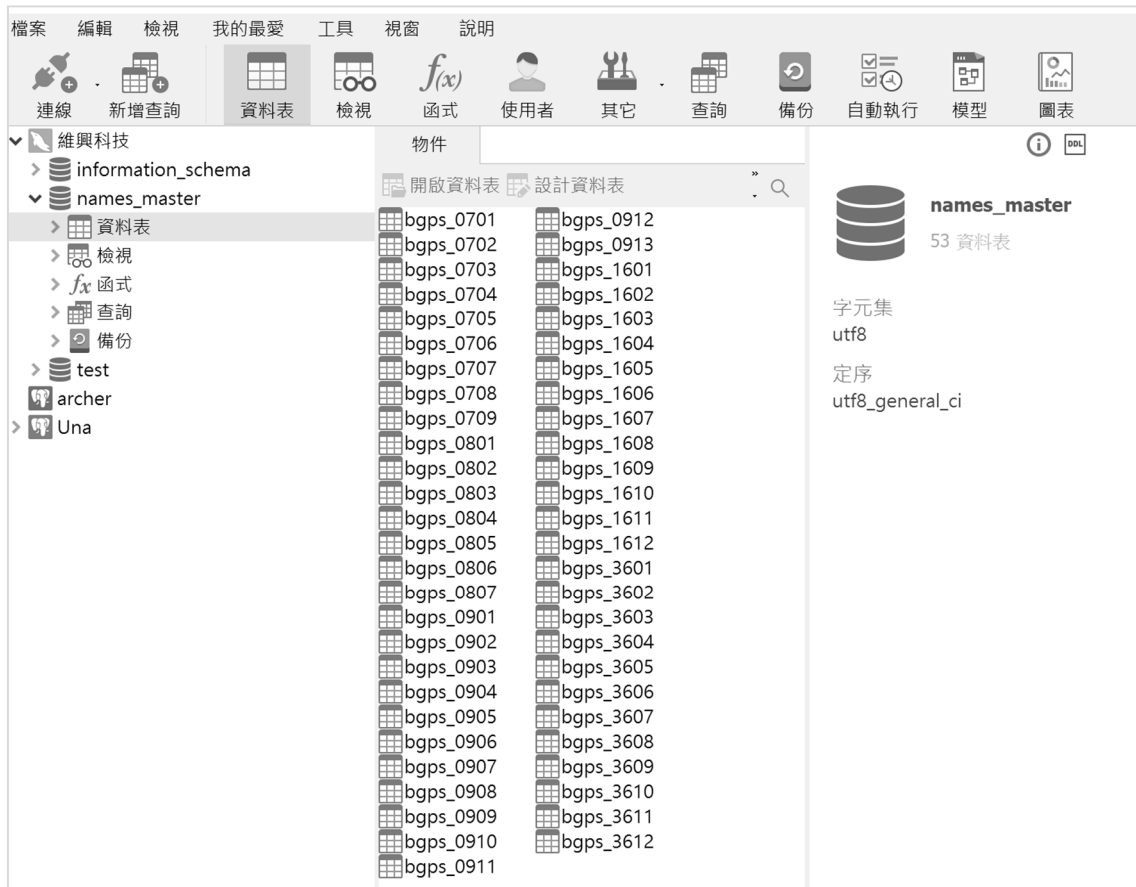 檔案 編輯 檢視 我的最愛 工具 視窗 說明
連線 新增查詢 資料表 檢視 函式 使用者 其它 查詢 備份 自動執行 模型 圖表
維興科技
information_schema
names_master
資料表
檢視
函式
查詢
備份
test
archer
Una
物件
開啟資料表 設計資料表
bgps_0701
bgps_0702
bgps_0703
bgps_0704
bgps_0705
bgps_0706
bgps_0707
bgps_0708
bgps_0709
bgps_0801
bgps_0802
bgps_0803
bgps_0804
bgps_0805
bgps_0806
bgps_0807
bgps_0901
bgps_0902
bgps_0903
bgps_0904
bgps_0905
bgps_0906
bgps_0907
bgps_0908
bgps_0909
bgps_0910
bgps_0911
bgps_0912
bgps_0913
bgps_1601
bgps_1602
bgps_1603
bgps_1604
bgps_1605
bgps_1606
bgps_1607
bgps_1608
bgps_1609
bgps_1610
bgps_1611
bgps_1612
bgps_3601
bgps_3602
bgps_3603
bgps_3604
bgps_3605
bgps_3606
bgps_3607
bgps_3608
bgps_3609
bgps_3610
bgps_3611
bgps_3612
DDL
names_master
53 資料表
字元集
utf8
定序
utf8_general_ci